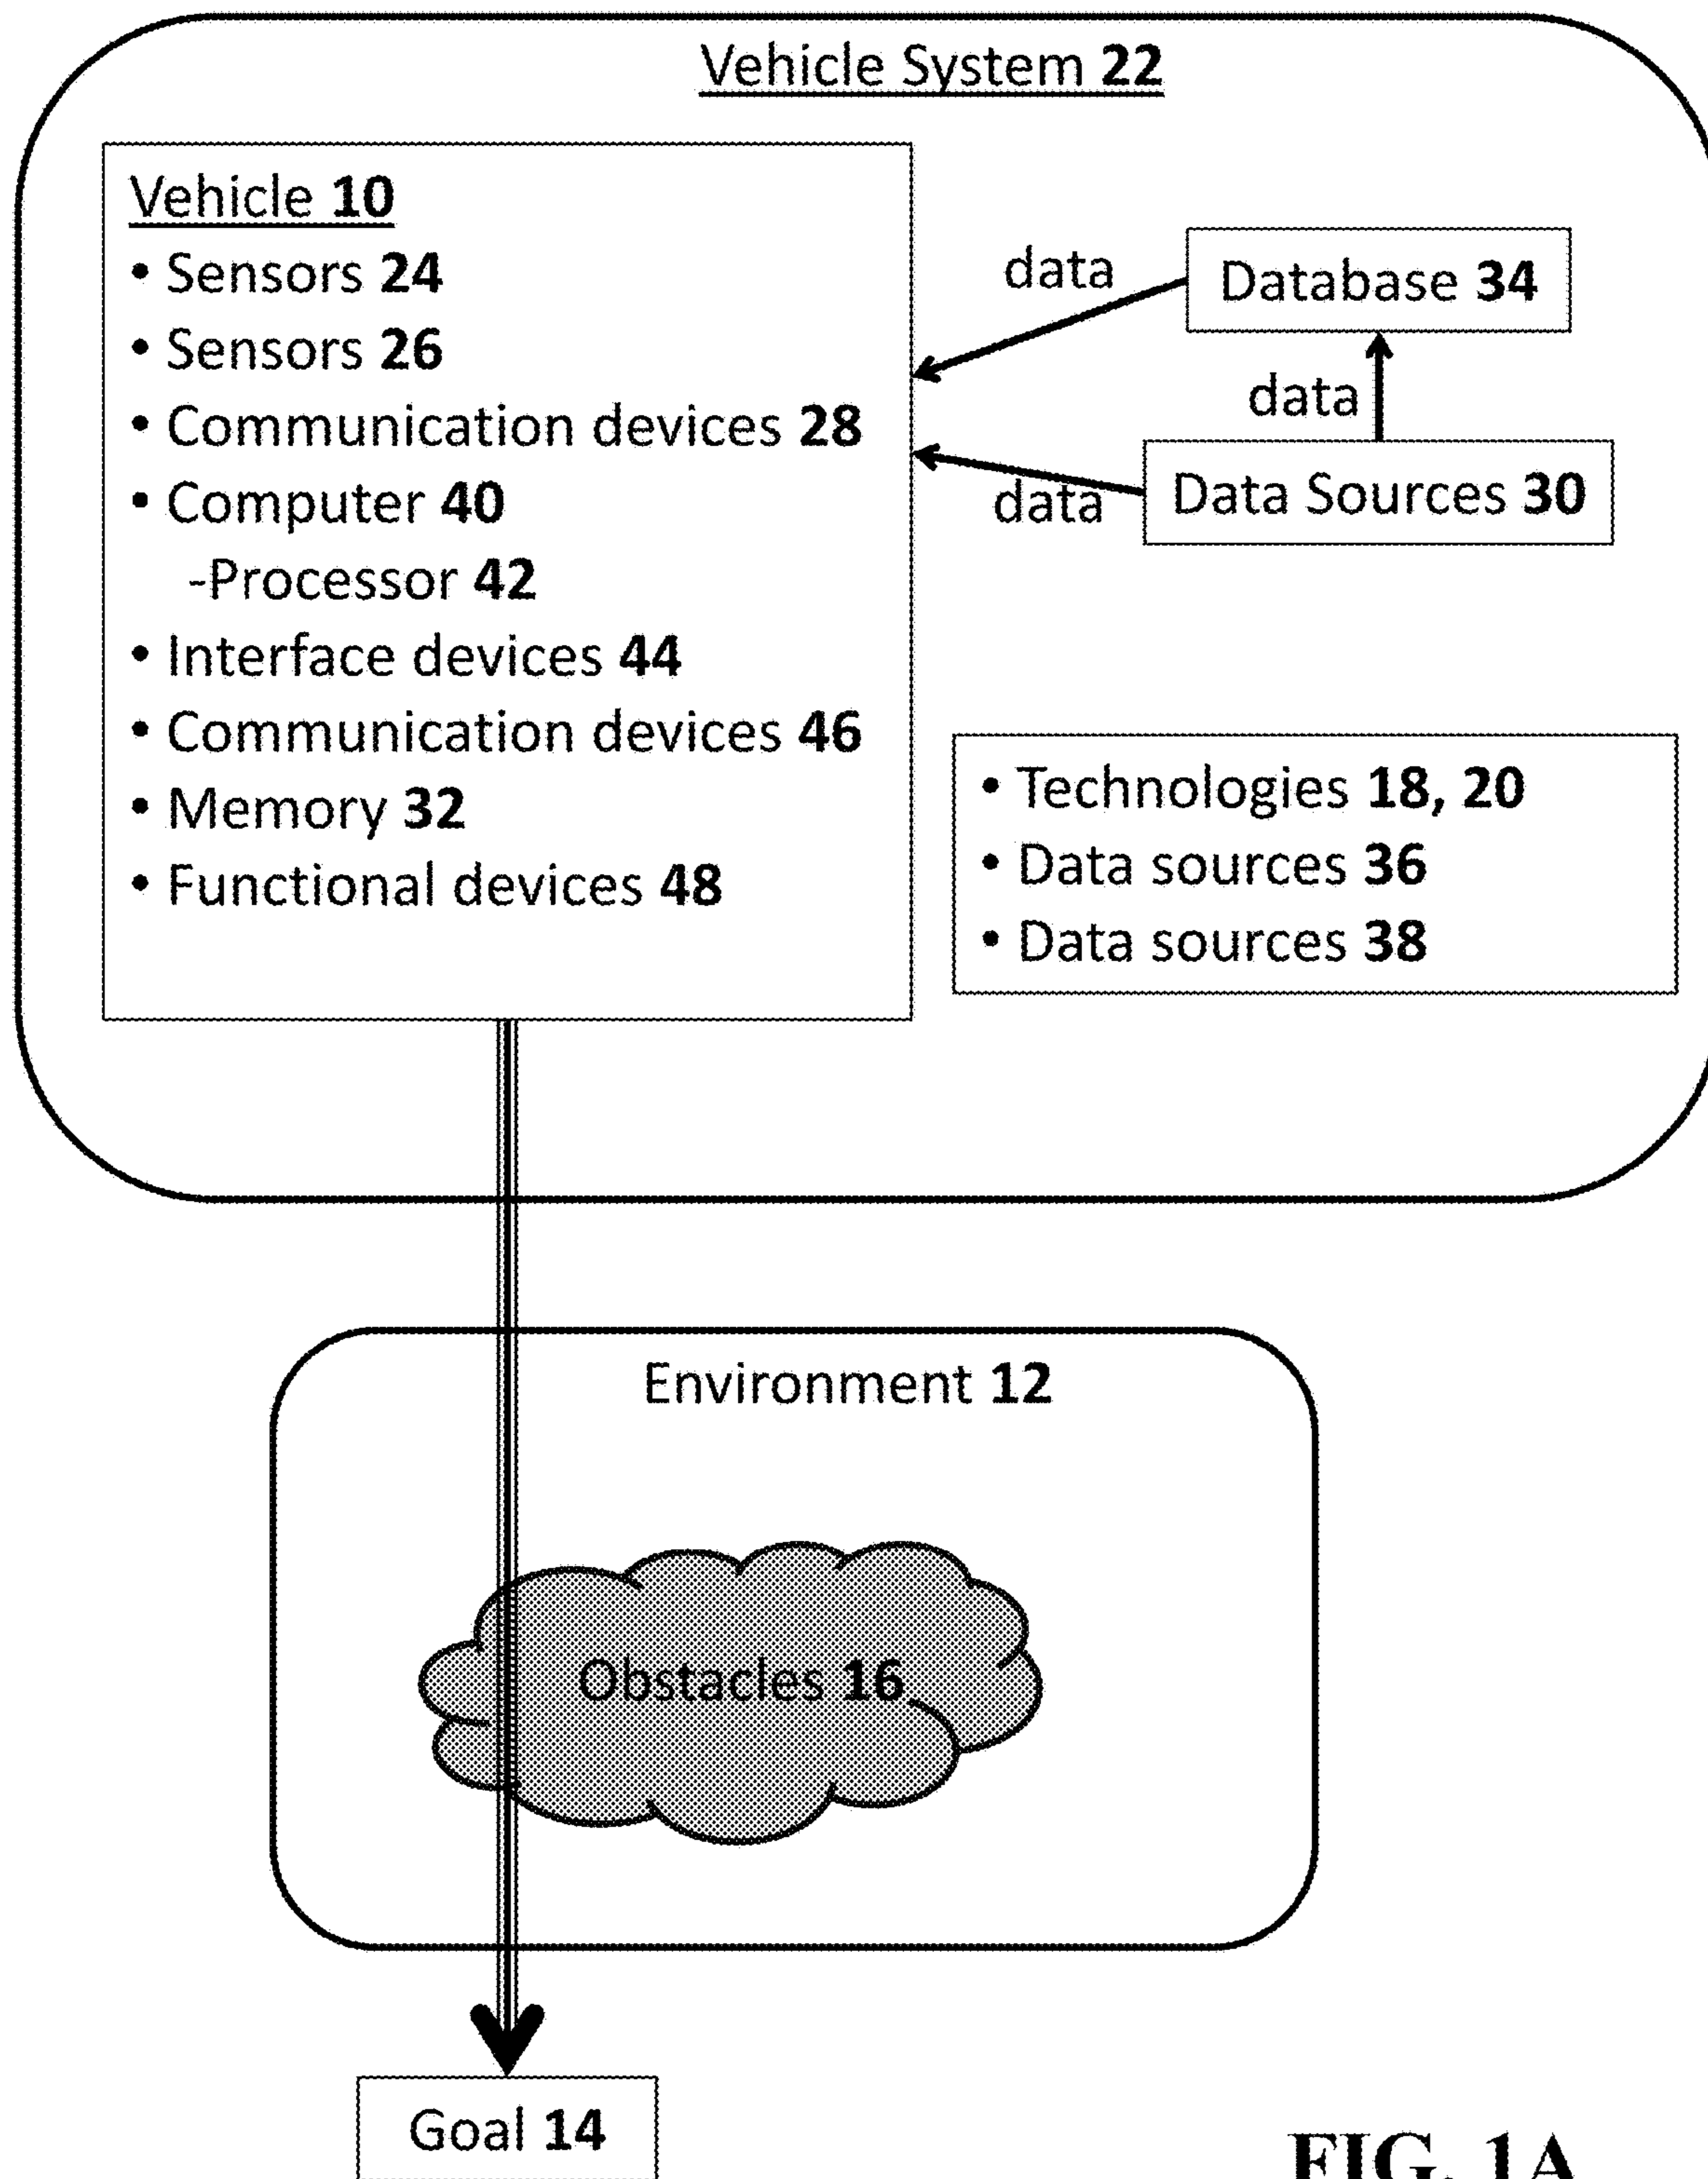 Vehicle System 22
Vehicle 10
• Sensors 24
• Sensors 26
• Communication devices 28
• Computer 40
-Processor 42
• Interface devices 44
• Communication devices 46
• Memory 32
• Functional devices 48
data
Database 34
data
data
Data Sources 30
• Technologies 18, 20
• Data sources 36
• Data sources 38
Environment 12
Obstacles 16
Goal 14
FIG. 1A